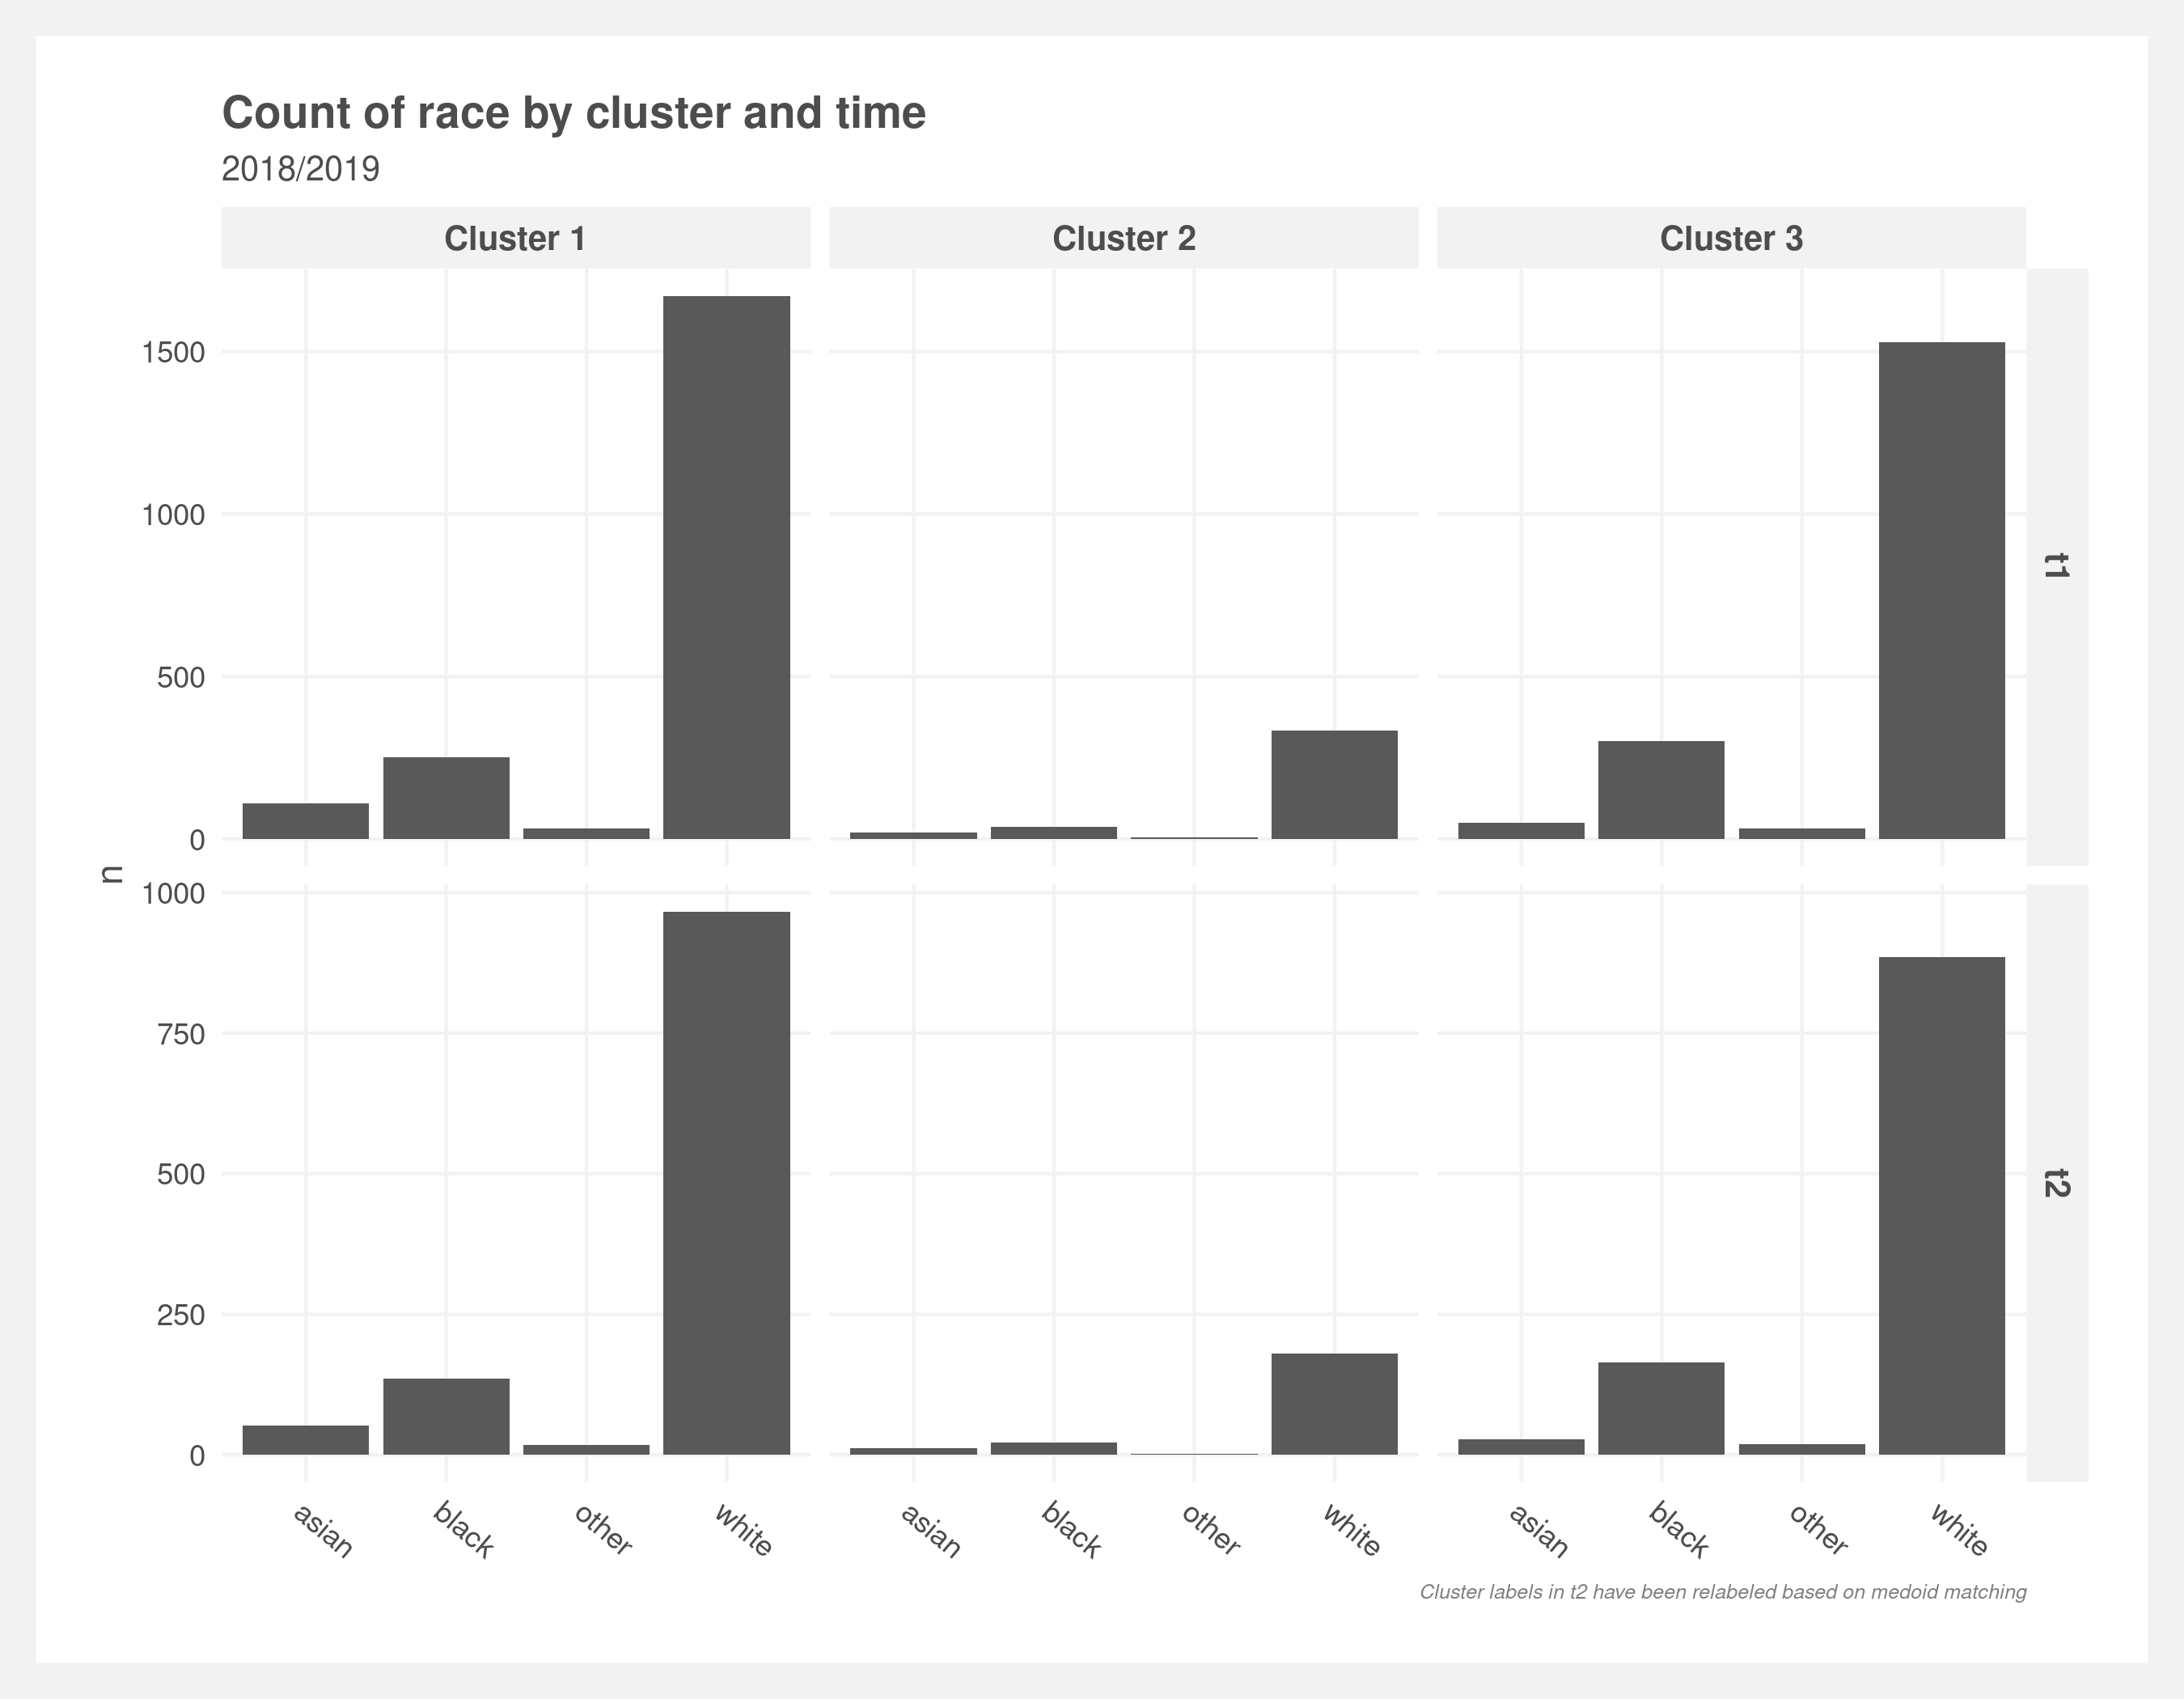 Count of race by cluster and time
2018/2019
Cluster 1 Cluster 2 Cluster 3
1500
1000
500
0
t1
n
1000
750
500
250
0
t2
asian black other white asian black other white asian black other white
Cluster labels in t2 have been relabeled based on medoid matching